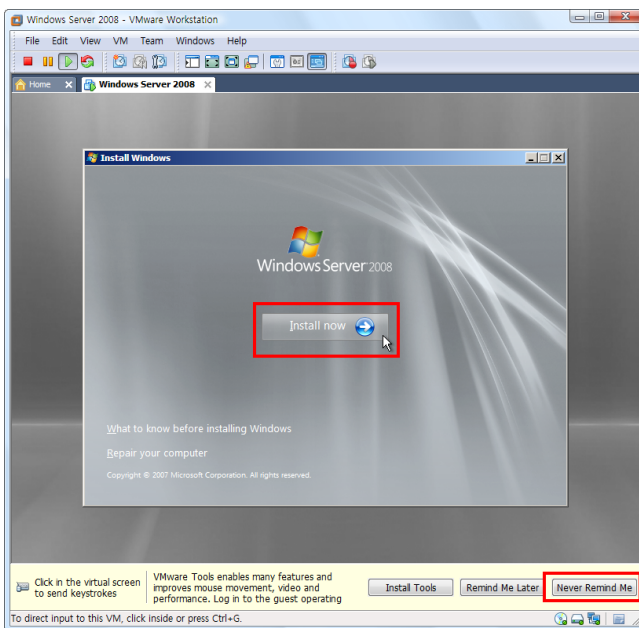 Windows Server 2008 - VMware Workstation
File Edit View VM Team Windows Help
Home
Windows Server 2008
Install Windows
Windows Server 2008
Install now
What to know before installing Windows
Repair your computer
Copyright © 2007 Microsoft Corporation. All rights reserved.
Click in the virtual screen
to send keystrokes
VMware Tools enables many features and
improves mouse movement, video and
performance. Log in to the guest operating
Install Tools
Remind Me Later
Never Remind Me
To direct input to this VM, click inside or press Ctrl+G.